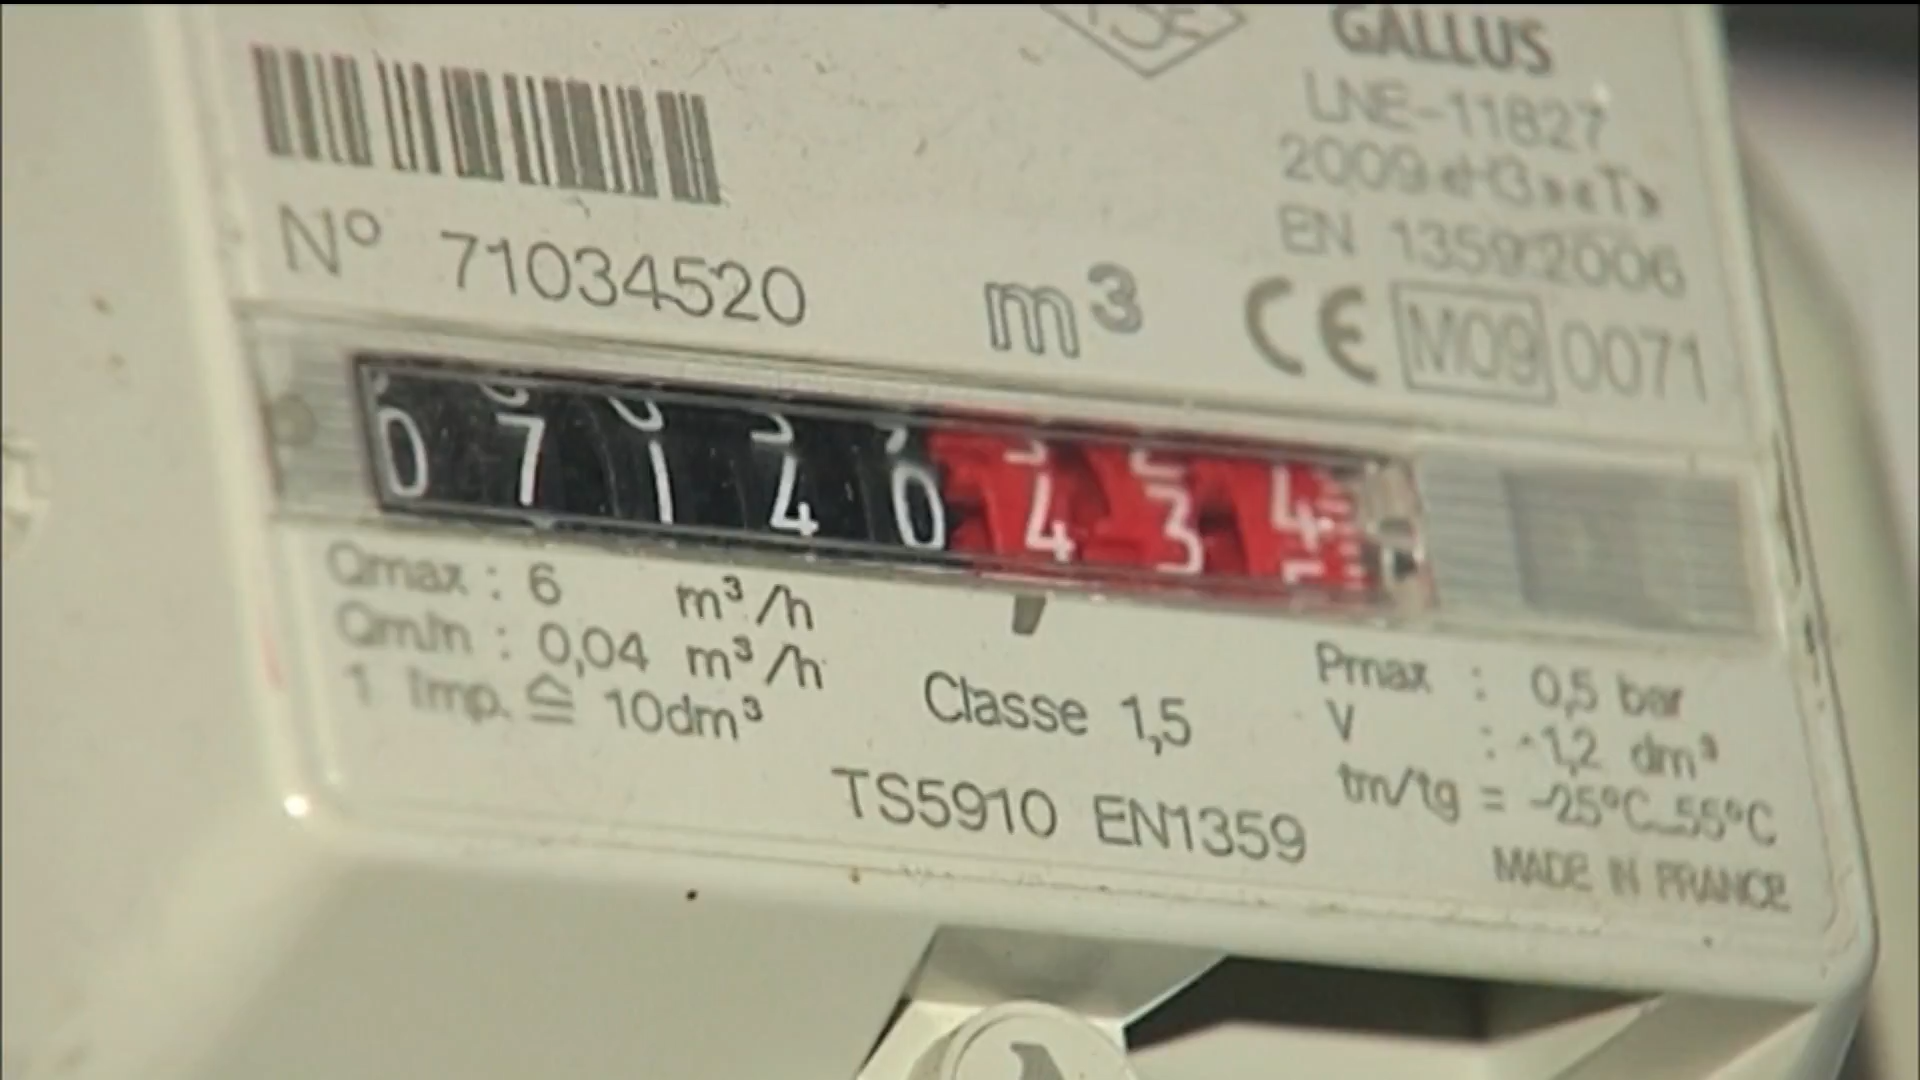 GALLUS
LNE-11827
2009
N° 71034520
m³
EN 1359:2006
CE M09 0071
07140434
Qmax : 6 m³/h
Qmin : 0,04 m³/h
1 Imp. ≙ 10dm³
Classe 1,5
Pmax : 0,5 bar
V : 1,2 dm³
tm/tg = -25°C...55°C
TS5910 EN1359
MADE IN FRANCE